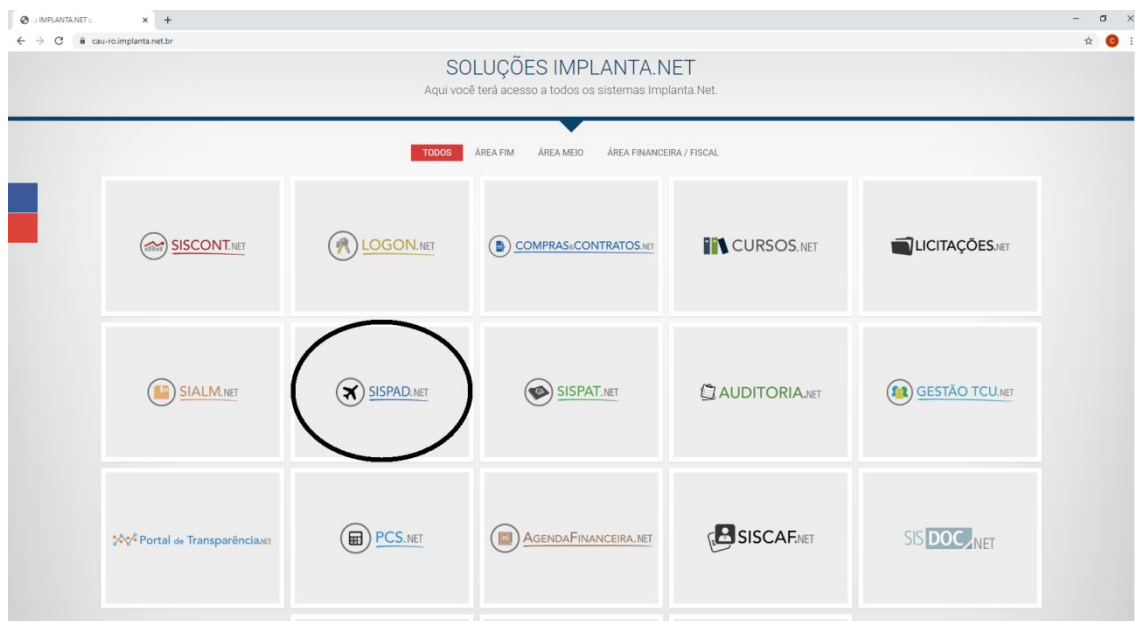 .: IMPLANTA.NET :.
cau-ro.implanta.net.br
C
SOLUÇÕES IMPLANTA.NET
Aqui você terá acesso a todos os sistemas Implanta.Net.
TODOS ÁREA FIM ÁREA MEIO ÁREA FINANCEIRA / FISCAL
SISCONT.NET LOGON.NET COMPRAS&CONTRATOS.NET CURSOS.NET LICITAÇÕES.NET
SIALM.NET SISPAD.NET SISPAT.NET AUDITORIA.NET GESTÃO TCU.NET
Portal de Transparência.NET PCS.NET AGENDAFINANCEIRA.NET SISCAF.NET SISDOC.NET